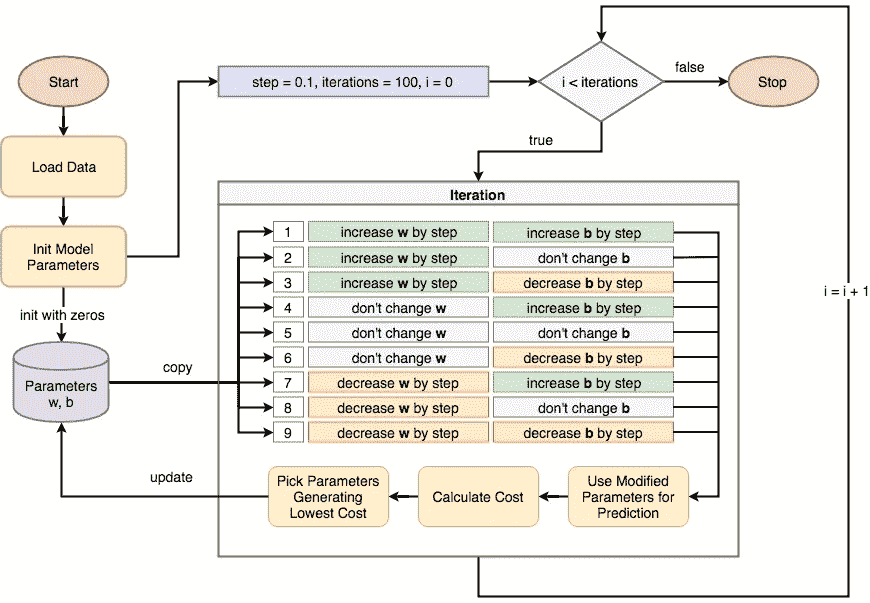 Start
step = 0.1, iterations = 100, i = 0
i < iterations
false
Stop
Load Data
true
Iteration
Init Model
Parameters
init with zeros
Parameters
w, b
copy
1 increase w by step increase b by step
2 increase w by step don't change b
3 increase w by step decrease b by step
4 don't change w increase b by step
5 don't change w don't change b
6 don't change w decrease b by step
7 decrease w by step increase b by step
8 decrease w by step don't change b
9 decrease w by step decrease b by step
i = i + 1
update
Pick Parameters
Generating
Lowest Cost
Calculate Cost
Use Modified
Parameters for
Prediction